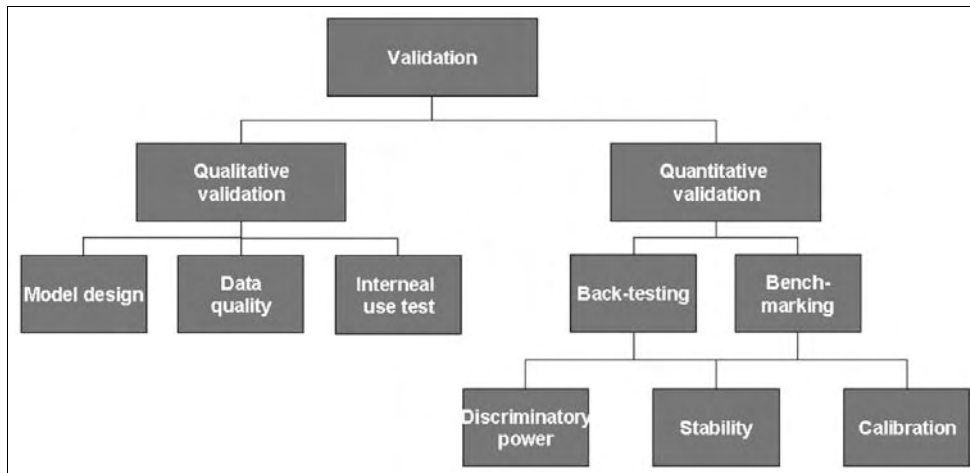 Validation
Qualitative
validation
Quantitative
validation
Model design
Data
quality
Interneal
use test
Back-testing
Bench-
marking
Discriminatory
power
Stability
Calibration